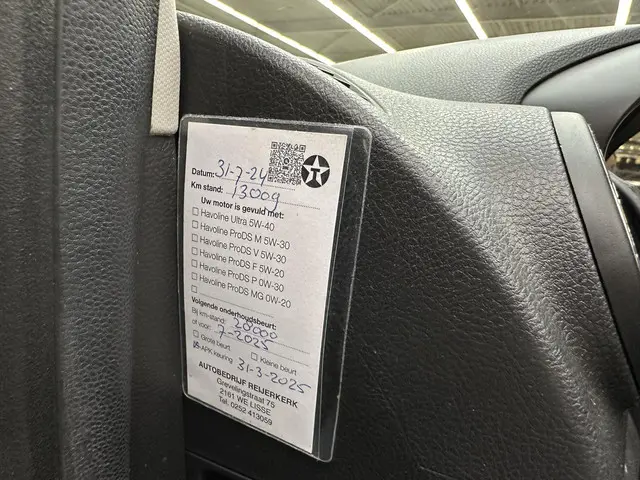 Datum: 31-7-24
Km stand: 13009
Uw motor is gevuld met:
Havoline Ultra 5W-40
Havoline ProDS M 5W-30
Havoline ProDS V 5W-30
Havoline ProDS F 5W-20
Havoline ProDS P 0W-30
Havoline ProDS MG 0W-20
Volgende onderhoudsbeurt:
Bij km-stand: 20000
of voor: 7-2025
Grote beurt Kleine beurt
APK keuring 31-3-2025
AUTOBEDRIJF REIJERKERK
Grevelingstraat 75
2161 WE LISSE
Tel. 0252 413059